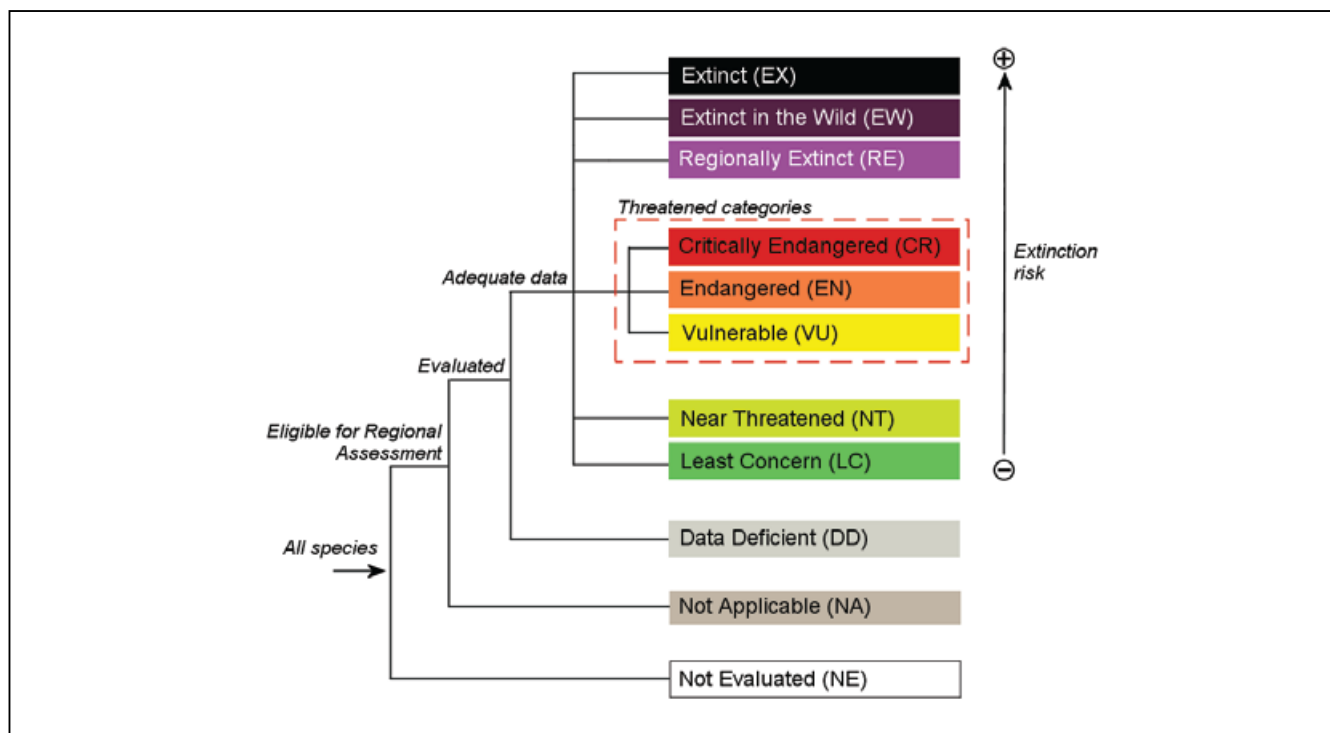 Extinct (EX)
Extinct in the Wild (EW)
Regionally Extinct (RE)
Threatened categories
Critically Endangered (CR)
Endangered (EN)
Vulnerable (VU)
Near Threatened (NT)
Least Concern (LC)
Data Deficient (DD)
Not Applicable (NA)
Not Evaluated (NE)
Adequate data
Evaluated
Eligible for Regional
Assessment
All species
+
Extinction
risk
−